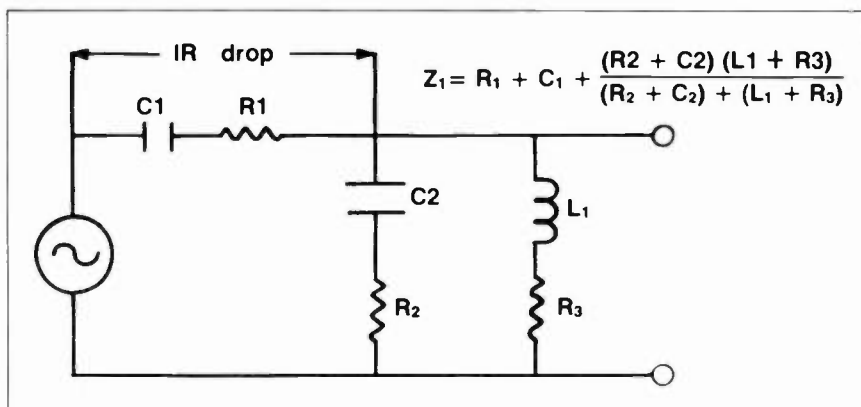 IR drop
Z₁ = R₁ + C₁ + (R2 + C2) (L1 + R3) / (R₂ + C₂) + (L₁ + R₃)
C1
R1
C2
L₁
R₂
R₃